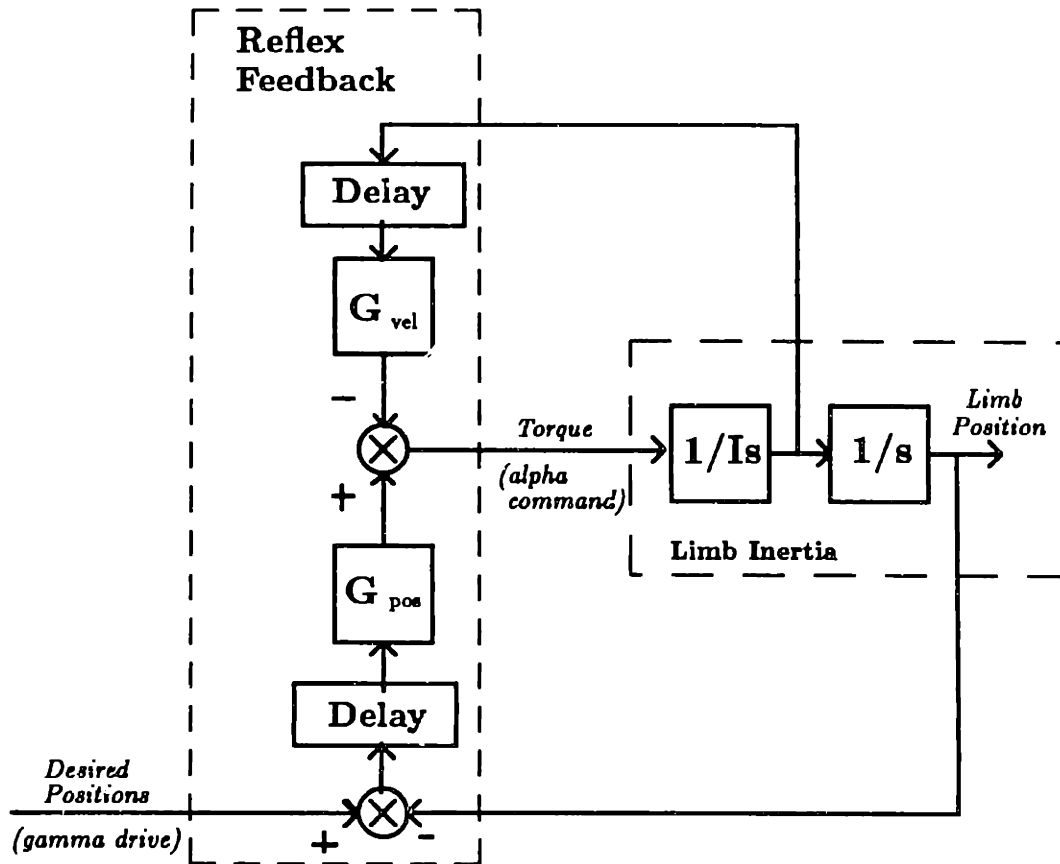 Reflex
Feedback
Delay
G vel
−
Torque
(alpha
command)
+
1/Is
1/s
Limb
Position
Limb Inertia
G pos
Delay
Desired
Positions
(gamma drive)
+
-